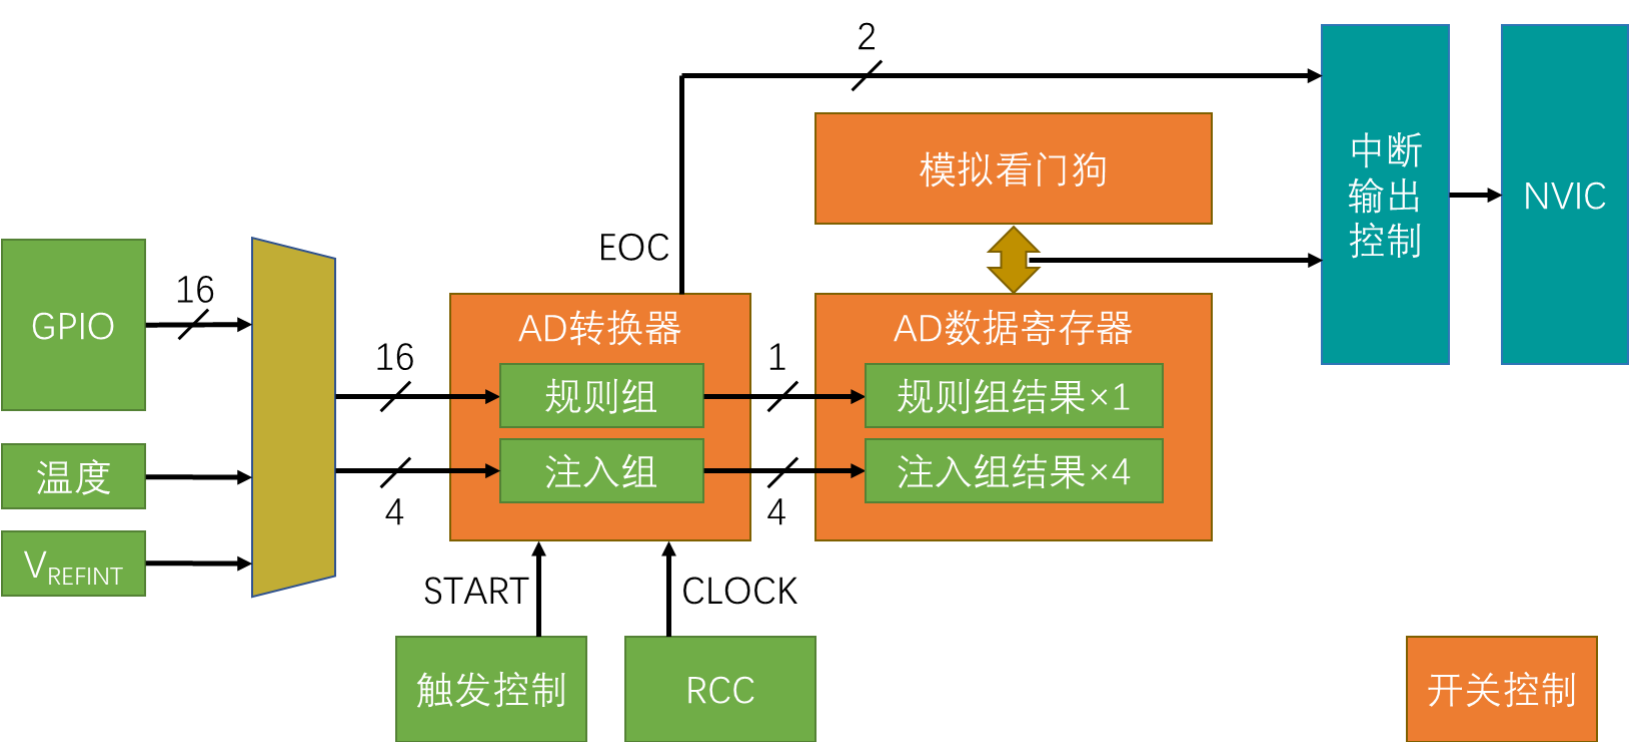 2
模拟看门狗
中断
输出
控制
NVIC
EOC
GPIO
16
16
AD转换器
1
AD数据寄存器
规则组
规则组结果×1
温度
注入组
注入组结果×4
4
4
VREFINT
START
CLOCK
触发控制
RCC
开关控制